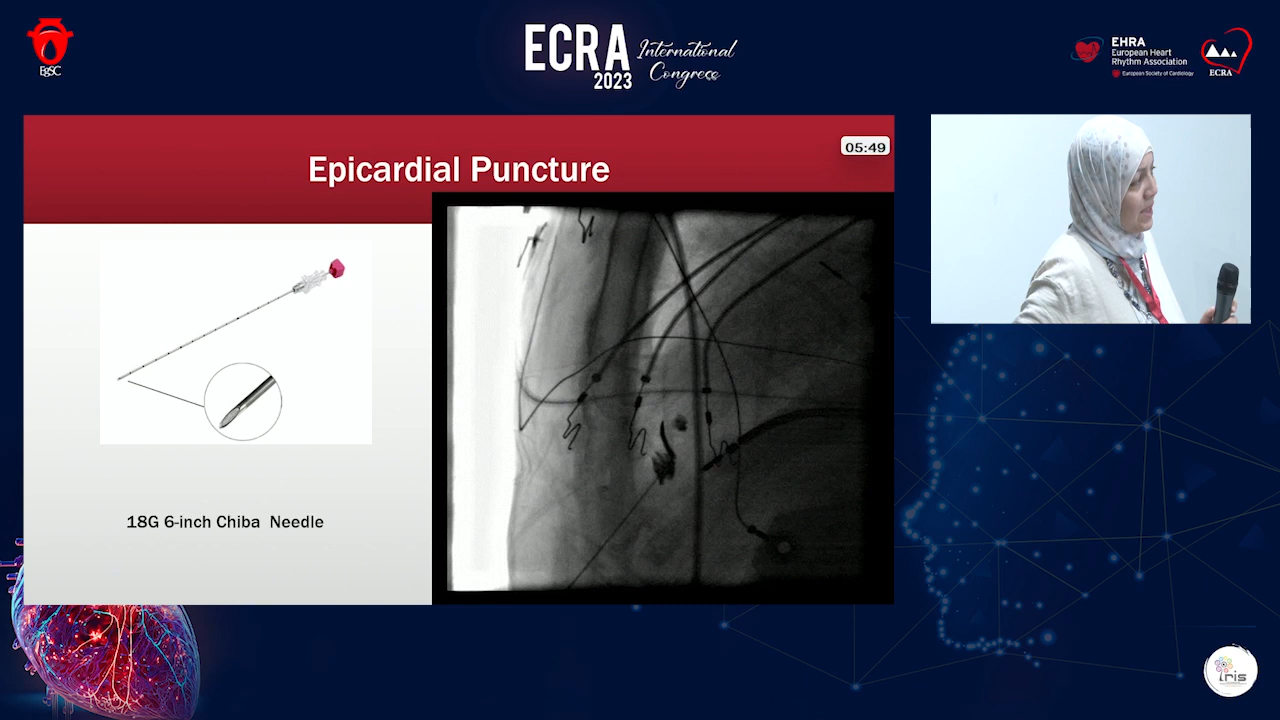 EgSC
ECRA
2023
International
Congress
EHRA
European Heart
Rhythm Association
European Society of Cardiology
ECRA
Epicardial Puncture
05:49
18G 6-inch Chiba  Needle
iris